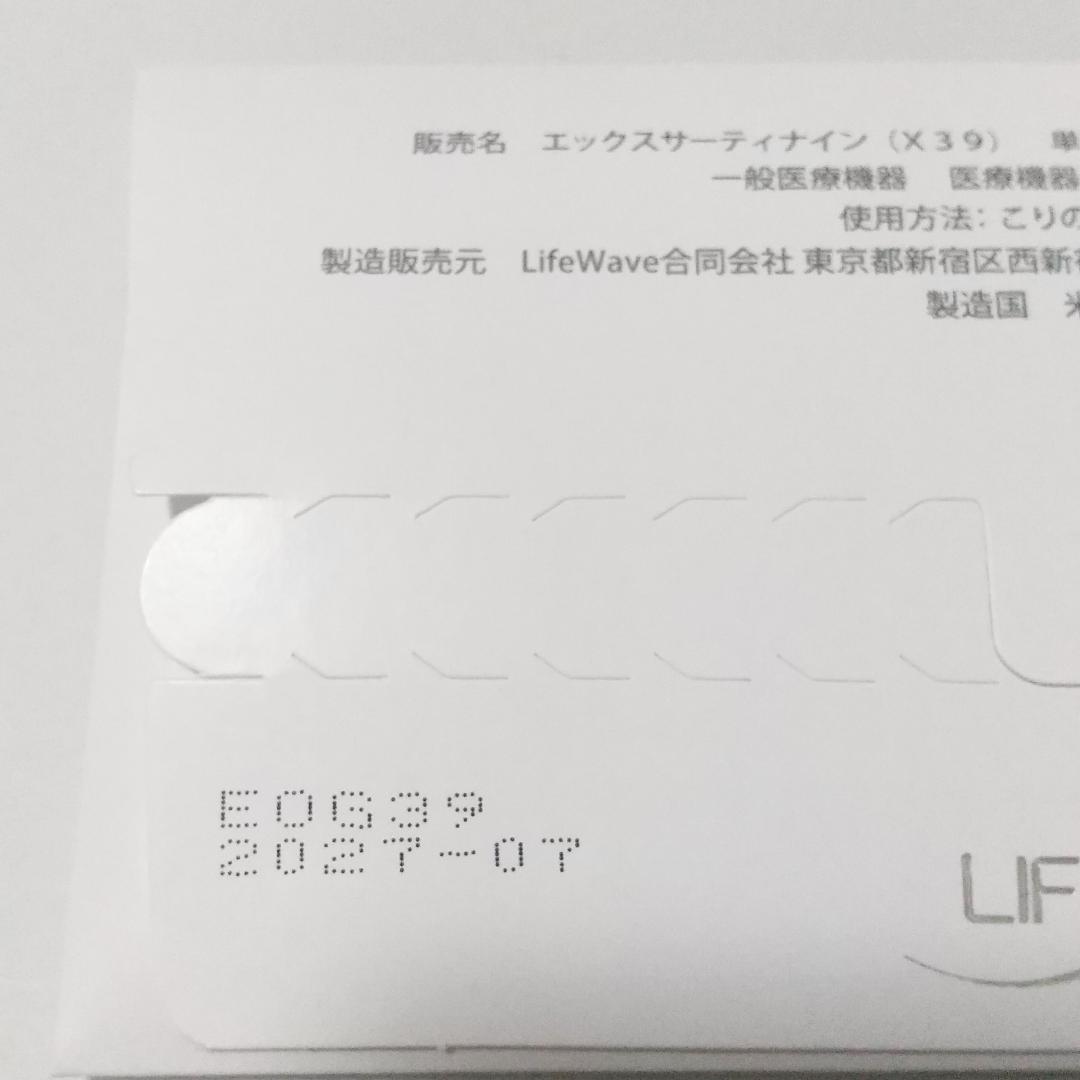 販売名 エックスサーティナイン（X３９） 単
一般医療機器 医療機器
使用方法：こりの
製造販売元 LifeWave合同会社 東京都新宿区西新
製造国 米
E0G39
2027-07
LIF